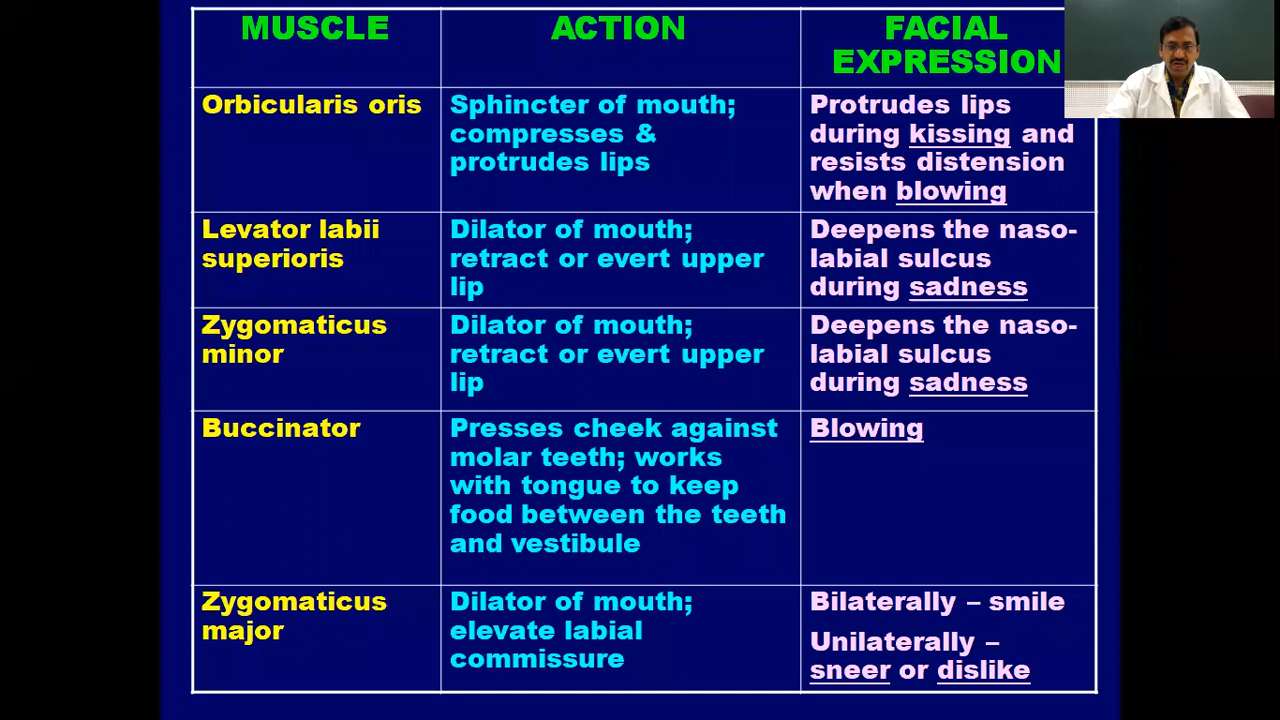 MUSCLE
ACTION
FACIAL
EXPRESSION
Orbicularis oris
Sphincter of mouth;
compresses &
protrudes lips
Protrudes lips
during kissing and
resists distension
when blowing
Levator labii
superioris
Dilator of mouth;
retract or evert upper
lip
Deepens the naso-
labial sulcus
during sadness
Zygomaticus
minor
Dilator of mouth;
retract or evert upper
lip
Deepens the naso-
labial sulcus
during sadness
Buccinator
Presses cheek against
molar teeth; works
with tongue to keep
food between the teeth
and vestibule
Blowing
Zygomaticus
major
Dilator of mouth;
elevate labial
commissure
Bilaterally – smile
Unilaterally –
sneer or dislike